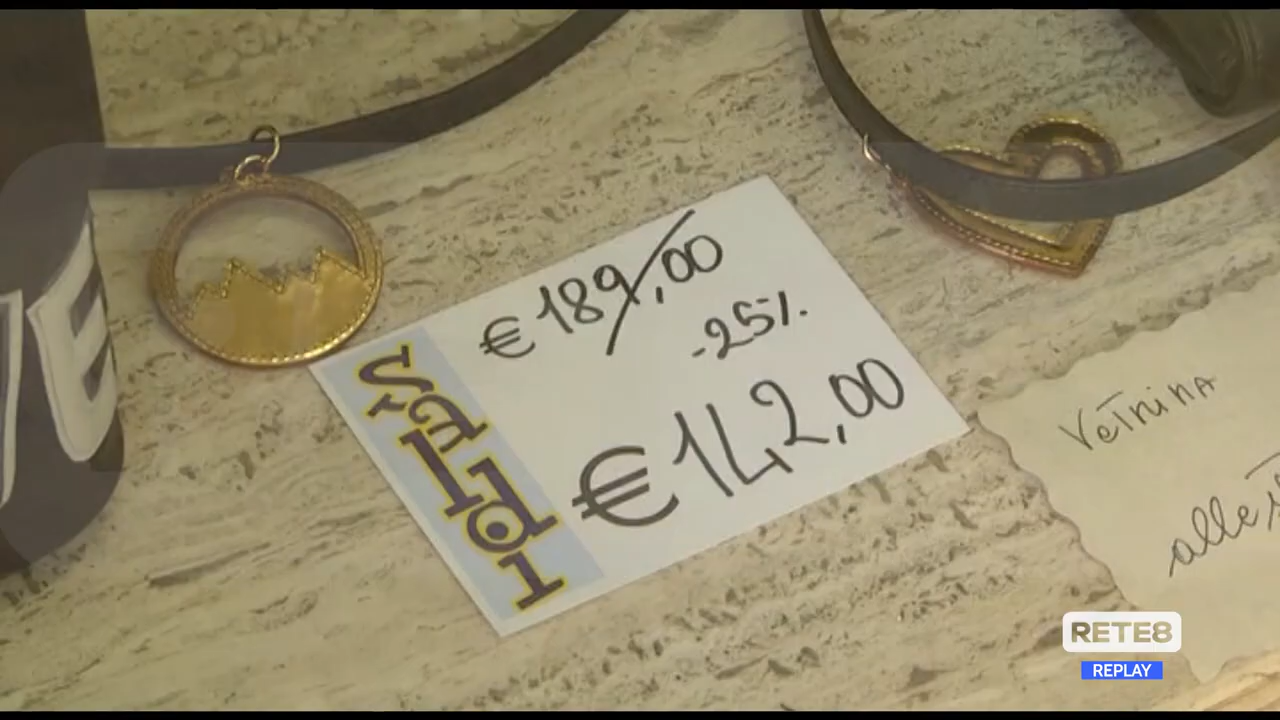 € 189,00
-25%
€ 142,00
Saldi
Vetrina
RETE8
REPLAY